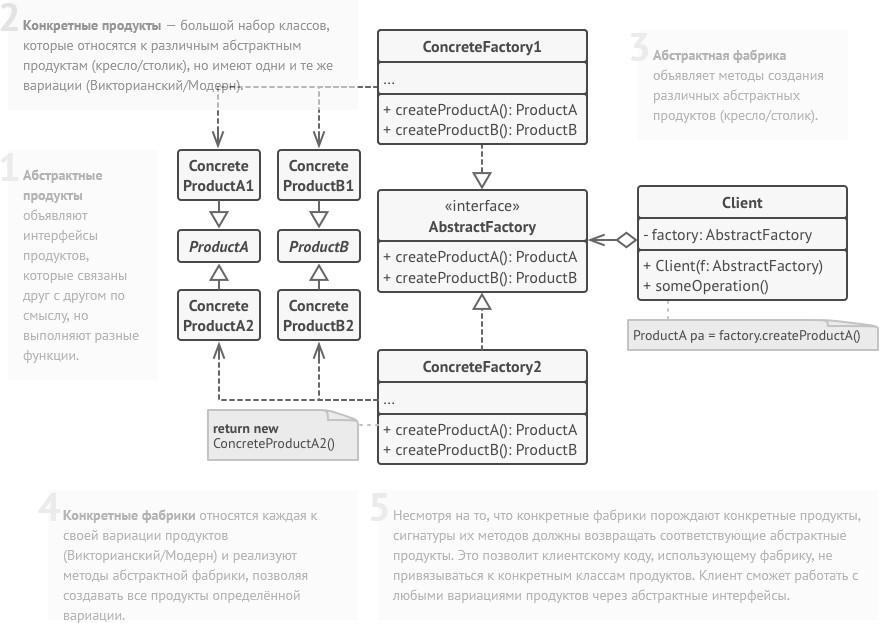 2
Конкретные продукты — большой набор классов,
которые относятся к различным абстрактным
продуктам (кресло/столик), но имеют одни и те же
вариации (Викторианский/Модерн).
ConcreteFactory1
...
+ createProductA(): ProductA
+ createProductB(): ProductB
3
Абстрактная фабрика
объявляет методы создания
различных абстрактных
продуктов (кресло/столик).
1
Абстрактные
продукты
объявляют
интерфейсы
продуктов,
которые связаны
друг с другом по
смыслу, но
выполняют разные
функции.
Concrete
ProductA1
Concrete
ProductB1
ProductA
ProductB
Concrete
ProductA2
Concrete
ProductB2
«interface»
AbstractFactory
+ createProductA(): ProductA
+ createProductB(): ProductB
Client
- factory: AbstractFactory
+ Client(f: AbstractFactory)
+ someOperation()
ProductA pa = factory.createProductA()
ConcreteFactory2
...
+ createProductA(): ProductA
+ createProductB(): ProductB
return new
ConcreteProductA2()
4
Конкретные фабрики относятся каждая к
своей вариации продуктов
(Викторианский/Модерн) и реализуют
методы абстрактной фабрики, позволяя
создавать все продукты определённой
вариации.
5
Несмотря на то, что конкретные фабрики порождают конкретные продукты,
сигнатуры их методов должны возвращать соответствующие абстрактные
продукты. Это позволит клиентскому коду, использующему фабрику, не
привязываться к конкретным классам продуктов. Клиент сможет работать с
любыми вариациями продуктов через абстрактные интерфейсы.